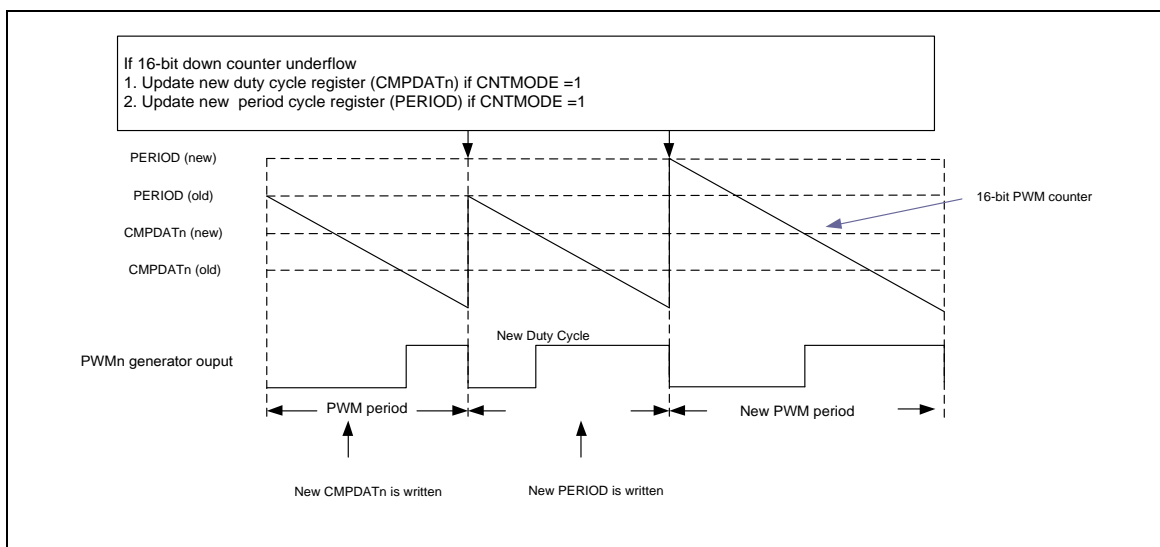 If 16-bit down counter underflow
1. Update new duty cycle register (CMPDATn) if CNTMODE =1
2. Update new  period cycle register (PERIOD) if CNTMODE =1
PERIOD (new)
PERIOD (old)
16-bit PWM counter
CMPDATn (new)
CMPDATn (old)
New Duty Cycle
PWMn generator ouput
PWM period
New PWM period
New CMPDATn is written
New PERIOD is written